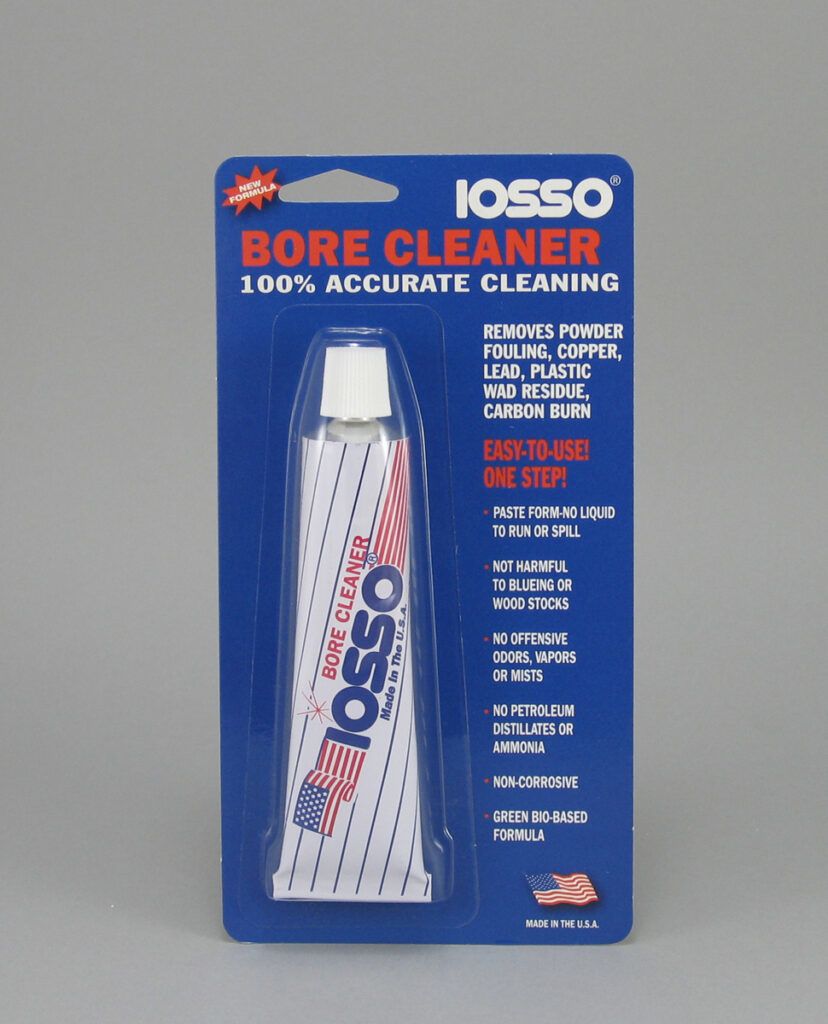 NEW
FORMULA
IOSSO®
BORE CLEANER
100% ACCURATE CLEANING
REMOVES POWDER
FOULING, COPPER,
LEAD, PLASTIC
WAD RESIDUE,
CARBON BURN
EASY-TO-USE!
ONE STEP!
• PASTE FORM-NO LIQUID
TO RUN OR SPILL
• NOT HARMFUL
TO BLUEING OR
WOOD STOCKS
• NO OFFENSIVE
ODORS, VAPORS
OR MISTS
• NO PETROLEUM
DISTILLATES OR
AMMONIA
• NON-CORROSIVE
• GREEN BIO-BASED
FORMULA
MADE IN THE U.S.A.
BORE CLEANER
IOSSO®
Made In The U.S.A.